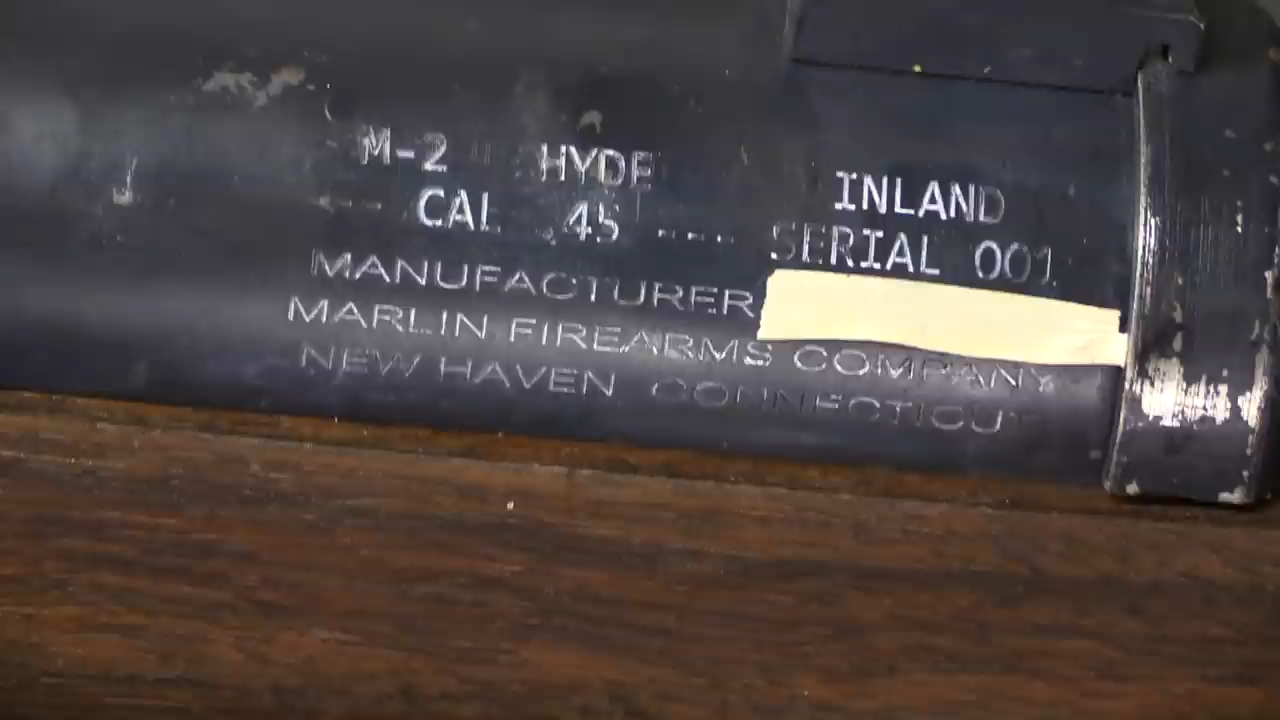 M-2 HYDE INLAND
CAL .45 --- SERIAL 001
MANUFACTURER
MARLIN FIREARMS COMPANY
NEW HAVEN CONNECTICUT